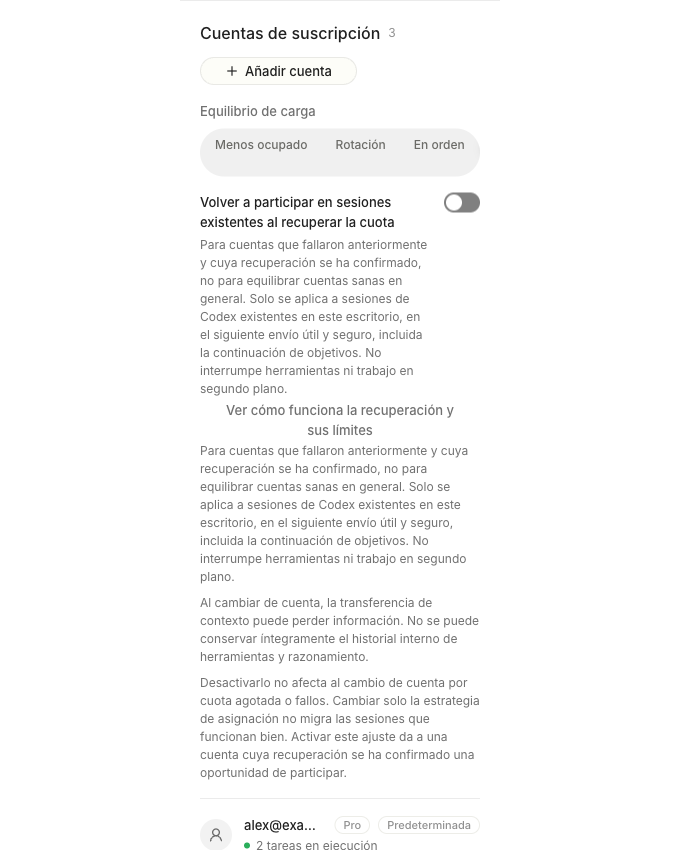 Cuentas de suscripción 3
+ Añadir cuenta
Equilibrio de carga
Menos ocupado Rotación En orden
Volver a participar en sesiones
existentes al recuperar la cuota
Para cuentas que fallaron anteriormente
y cuya recuperación se ha confirmado,
no para equilibrar cuentas sanas en
general. Solo se aplica a sesiones de
Codex existentes en este escritorio, en
el siguiente envío útil y seguro, incluida
la continuación de objetivos. No
interrumpe herramientas ni trabajo en
segundo plano.
Ver cómo funciona la recuperación y
sus límites
Para cuentas que fallaron anteriormente y cuya
recuperación se ha confirmado, no para
equilibrar cuentas sanas en general. Solo se
aplica a sesiones de Codex existentes en este
escritorio, en el siguiente envío útil y seguro,
incluida la continuación de objetivos. No
interrumpe herramientas ni trabajo en segundo
plano.
Al cambiar de cuenta, la transferencia de
contexto puede perder información. No se puede
conservar íntegramente el historial interno de
herramientas y razonamiento.
Desactivarlo no afecta al cambio de cuenta por
cuota agotada o fallos. Cambiar solo la estrategia
de asignación no migra las sesiones que
funcionan bien. Activar este ajuste da a una
cuenta cuya recuperación se ha confirmado una
oportunidad de participar.
alex@exa... Pro Predeterminada
2 tareas en ejecución